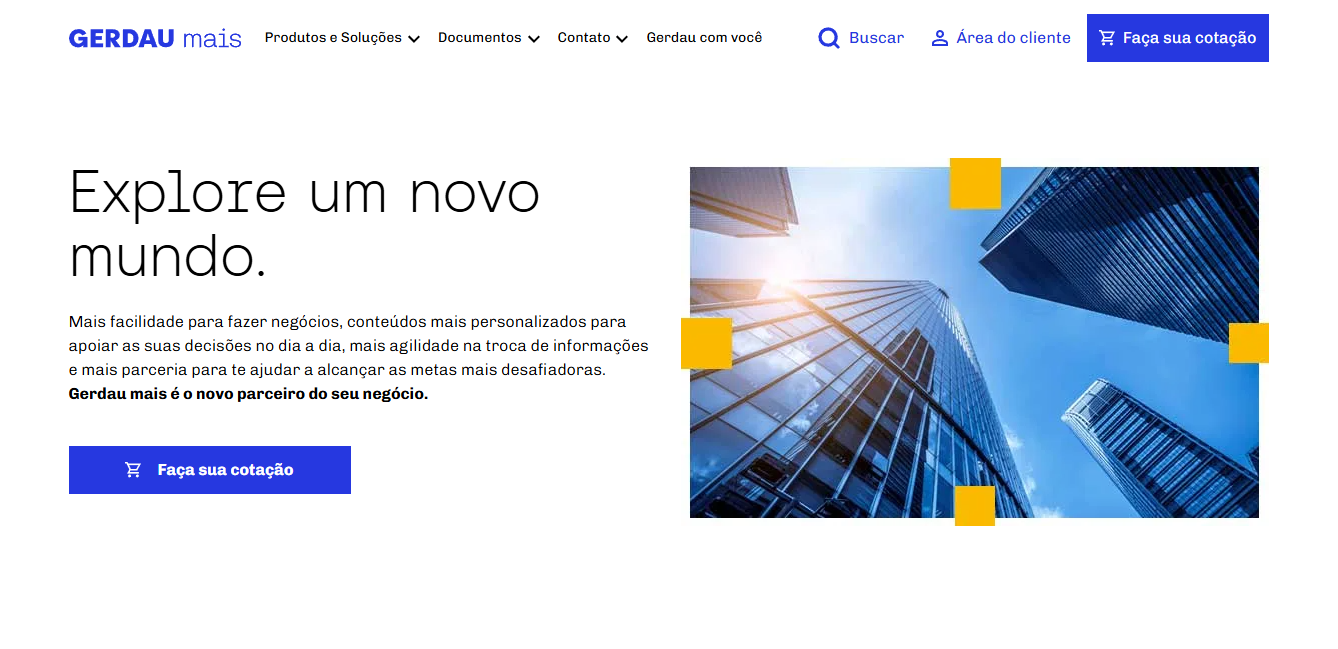 GERDAU mais
Produtos e Soluções
Documentos
Contato
Gerdau com você
Buscar
Área do cliente
Faça sua cotação
Explore um novo
mundo.
Mais facilidade para fazer negócios, conteúdos mais personalizados para
apoiar as suas decisões no dia a dia, mais agilidade na troca de informações
e mais parceria para te ajudar a alcançar as metas mais desafiadoras.
Gerdau mais é o novo parceiro do seu negócio.
Faça sua cotação